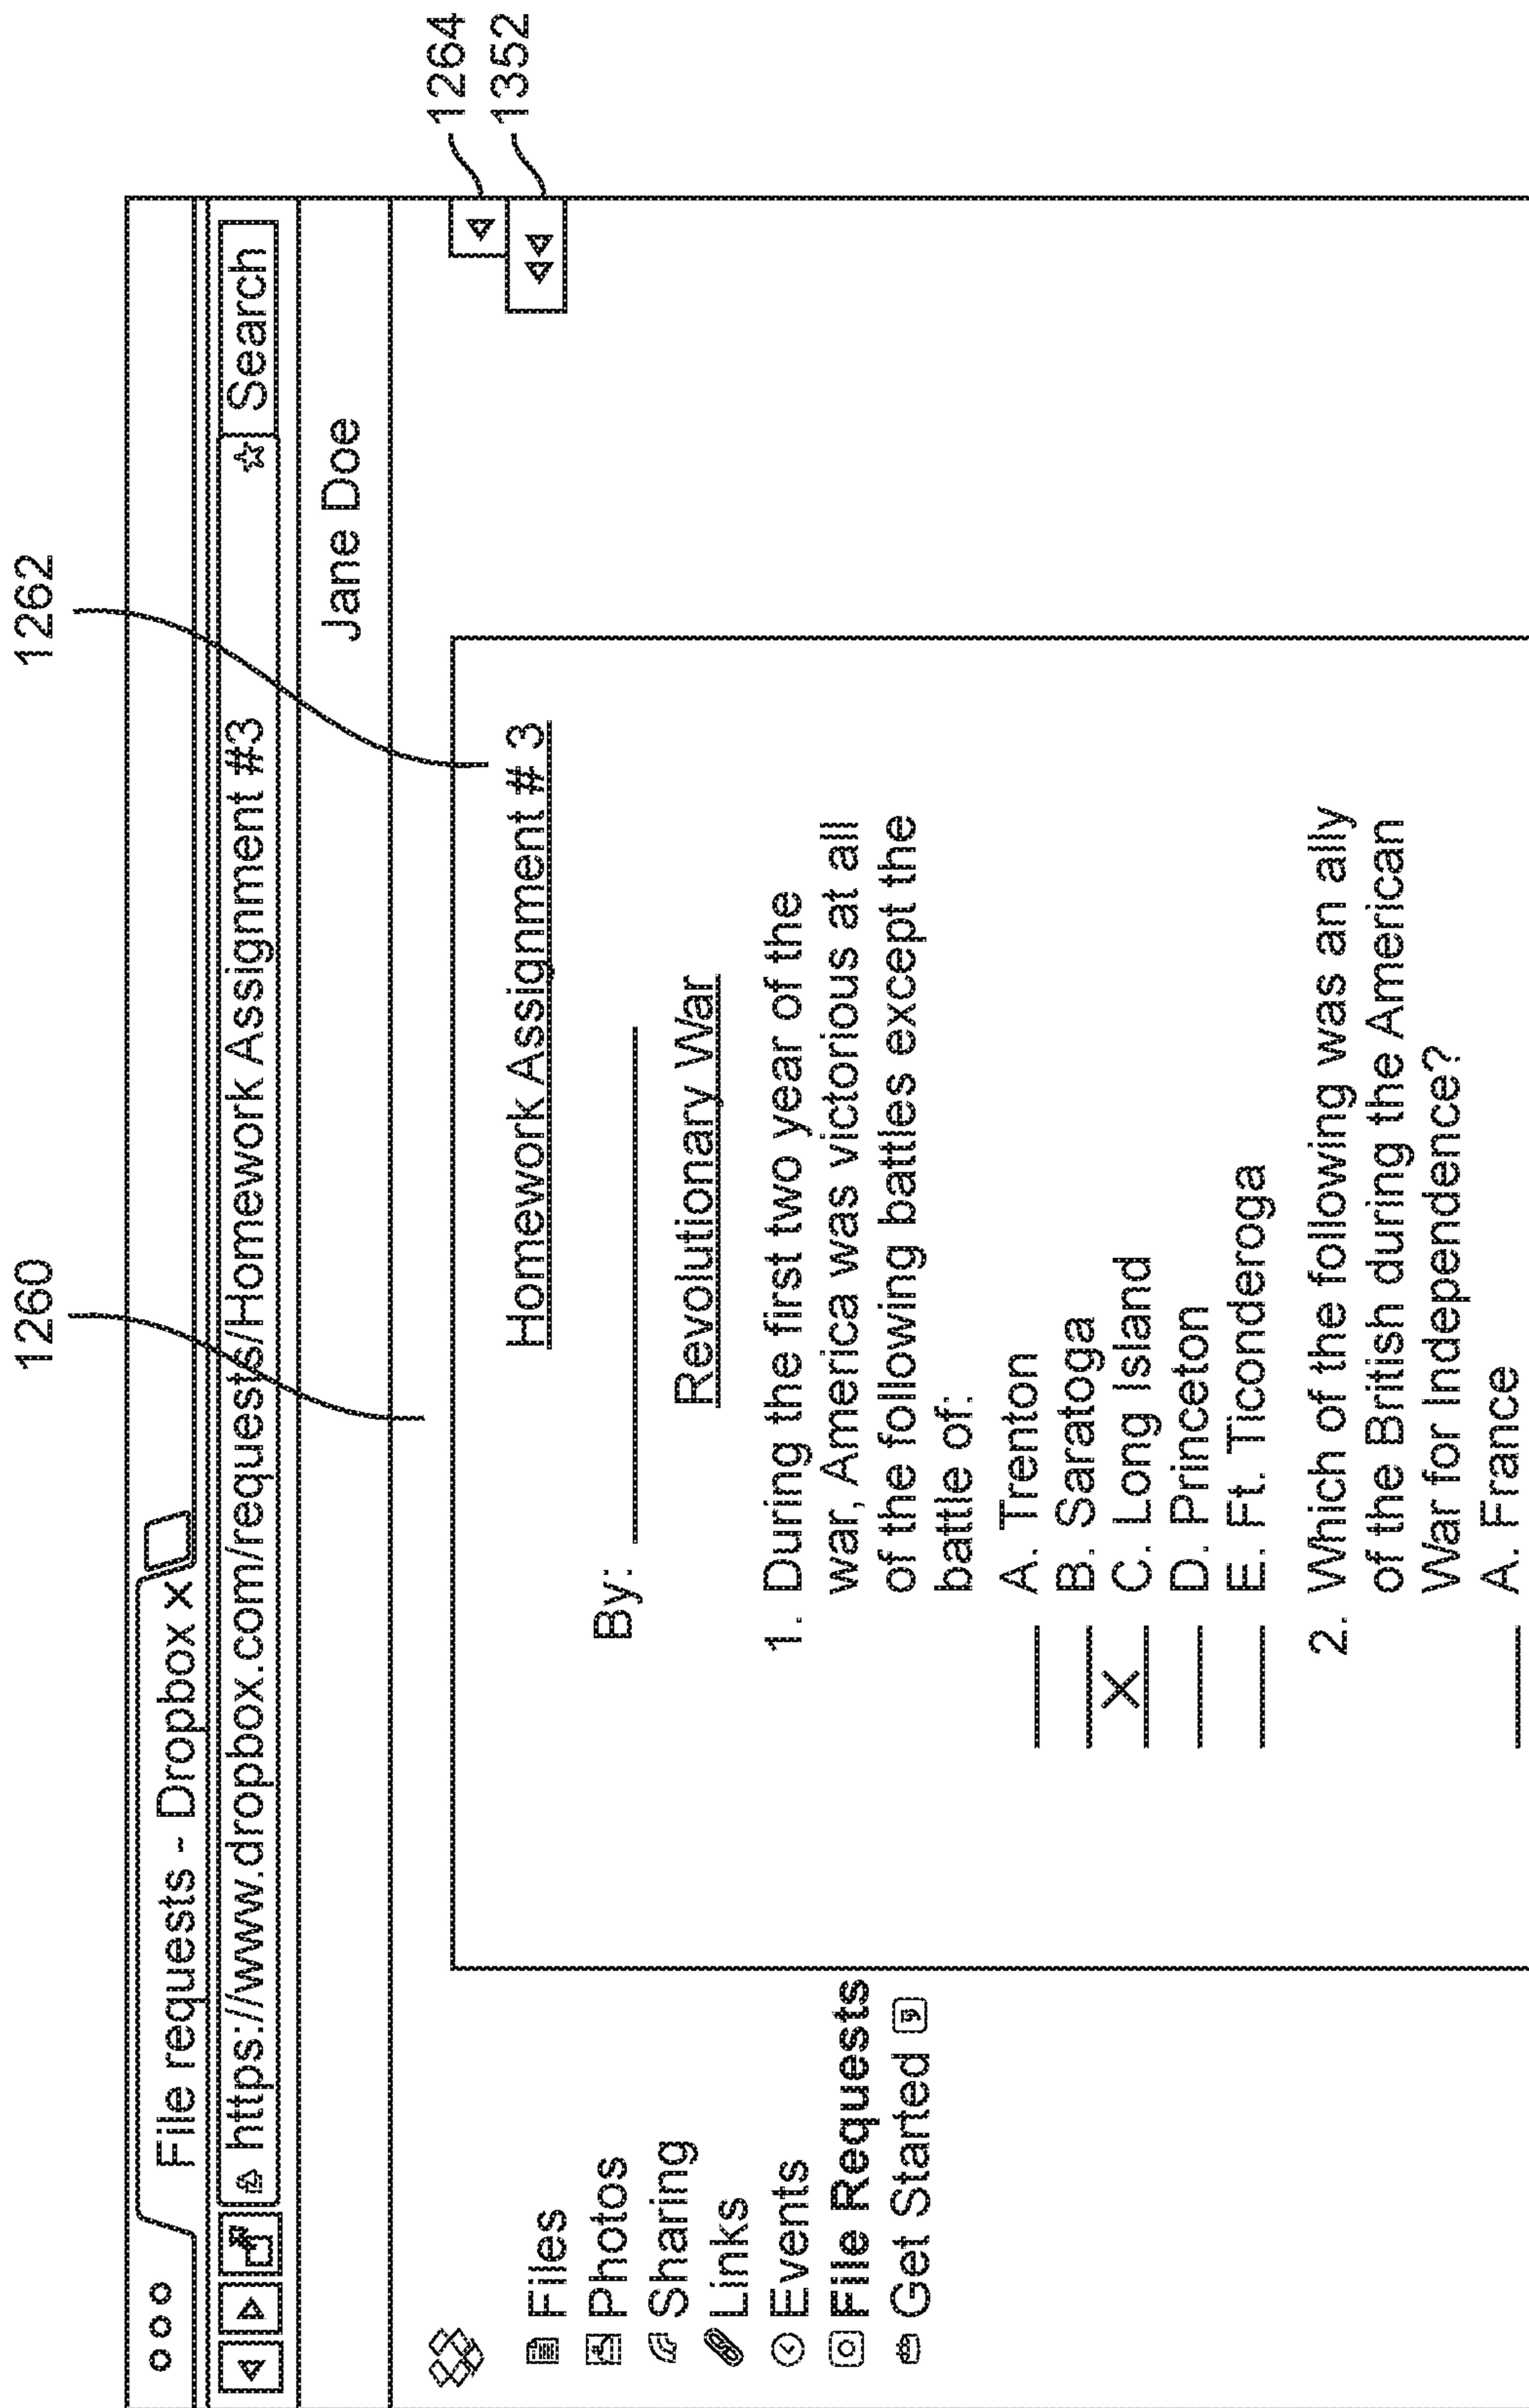 1260
1262
File requests - Dropbox x
https://www.dropbox.com/requests/Homework Assignment #3
Search
Jane Doe
1264
1352
Files
Photos
Sharing
Links
Events
File Requests
Get Started
Homework Assignment # 3
By:
Revolutionary War
1. During the first two year of the
war, America was victorious at all
of the following battles except the
battle of:
A. Trenton
B. Saratoga
X C. Long Island
D. Princeton
E. Ft. Ticonderoga
2. Which of the following was an ally
of the British during the American
War for Independence?
A. France